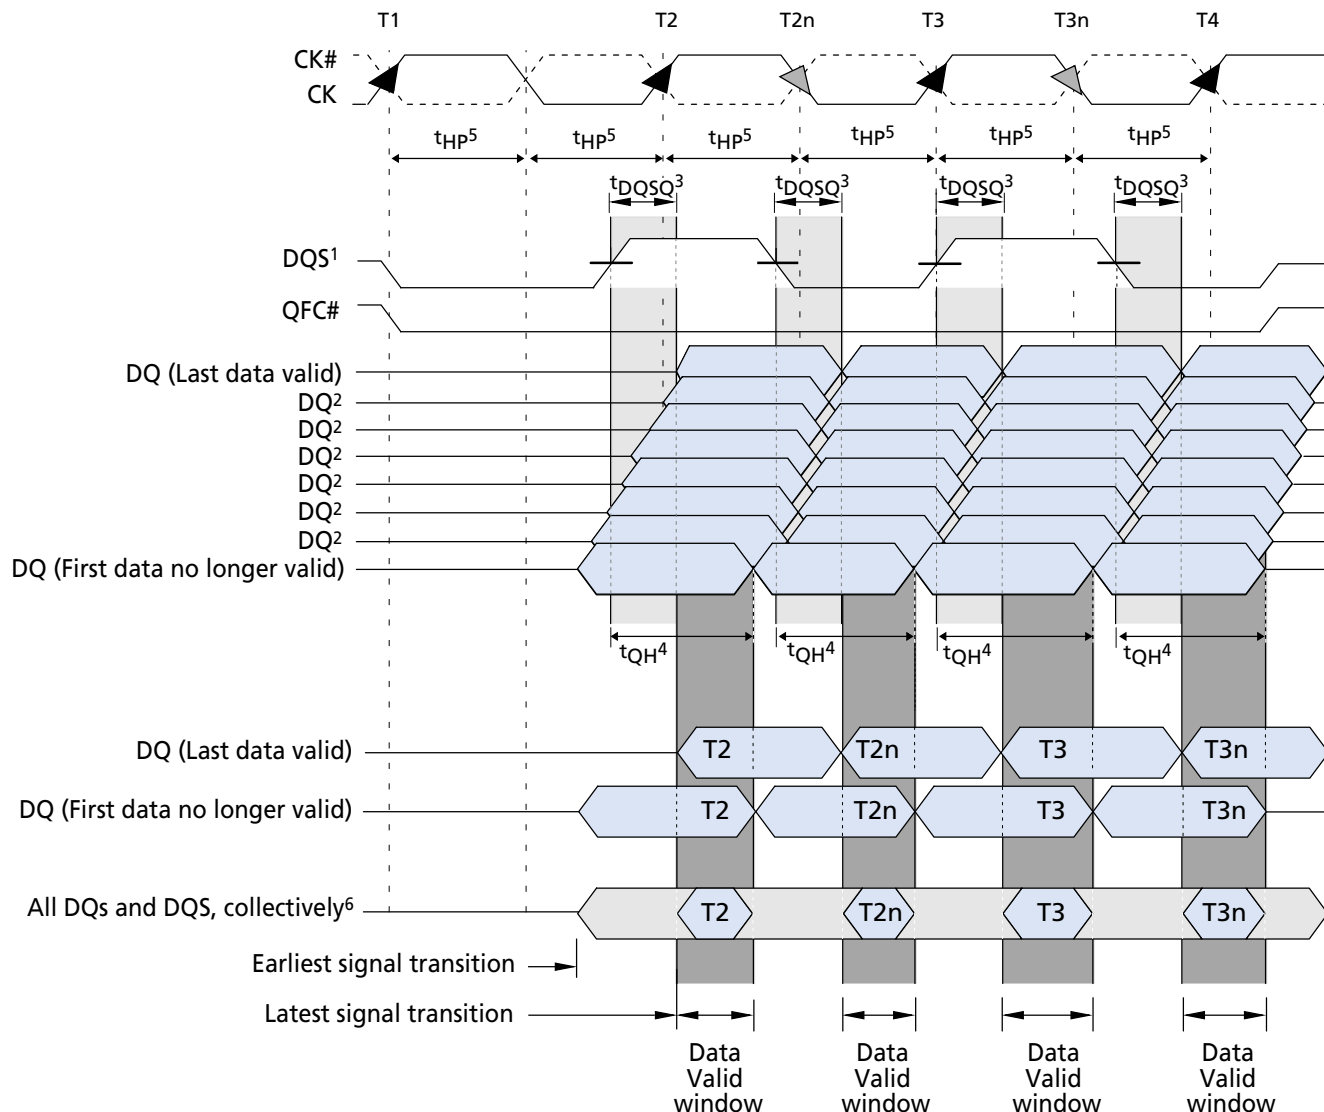 T1 T2 T2n T3 T3n T4
CK#
CK
tHP5 tHP5 tHP5 tHP5 tHP5 tHP5
tDQSQ3 tDQSQ3 tDQSQ3 tDQSQ3
DQS1
QFC#
DQ (Last data valid)
DQ2
DQ2
DQ2
DQ2
DQ2
DQ2
DQ (First data no longer valid)
tQH4 tQH4 tQH4 tQH4
DQ (Last data valid) T2 T2n T3 T3n
DQ (First data no longer valid) T2 T2n T3 T3n
All DQs and DQS, collectively6 T2 T2n T3 T3n
Earliest signal transition
Latest signal transition
Data Data Data Data
Valid Valid Valid Valid
window window window window